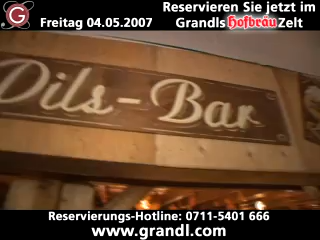 Reservieren Sie jetzt im
Freitag 04.05.2007
Grandls Hofbräu Zelt
Pils-Bar
Reservierungs-Hotline: 0711-5401 666
www.grandl.com